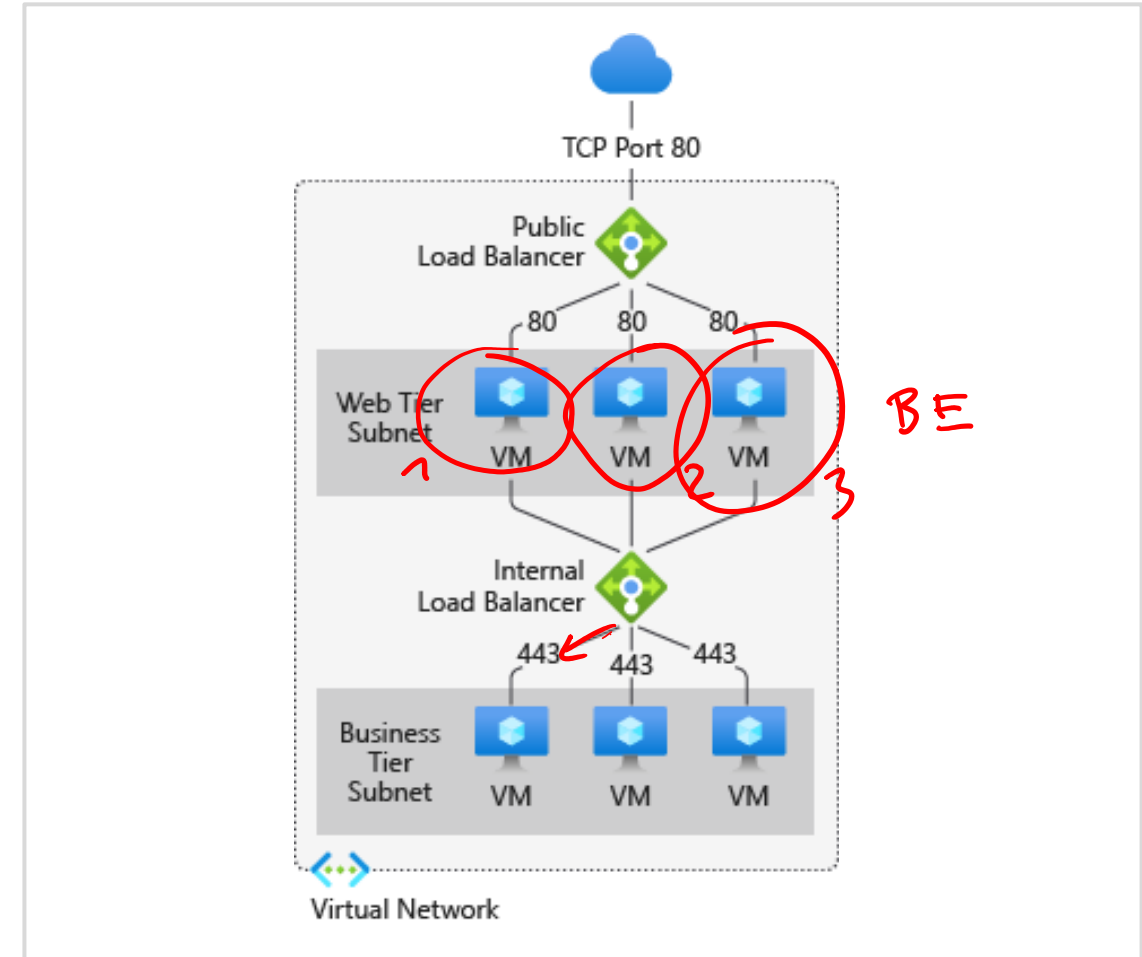 TCP Port 80
Public
Load Balancer
80 80 80
Web Tier
Subnet
VM VM VM
BE
1 2 3
Internal
Load Balancer
443 443 443
Business
Tier
Subnet
VM VM VM
Virtual Network